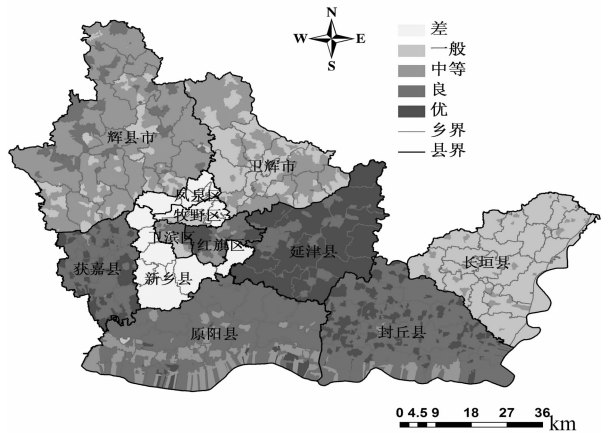 N
W E
S
差
一般
中等
良
优
乡界
县界
辉县市
卫辉市
凤泉区
牧野区
卫滨区
红旗区
延津县
获嘉县
新乡县
长垣县
原阳县
封丘县
0 4.5 9 18 27 36
km